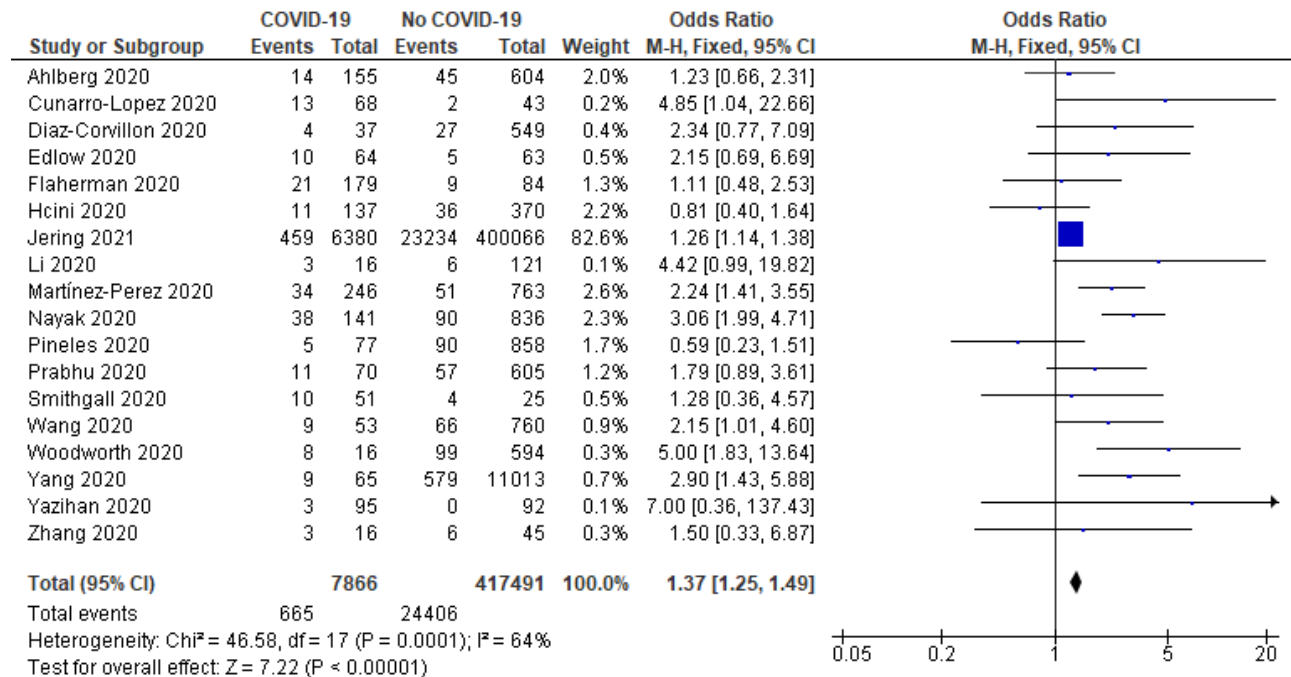 COVID-19 No COVID-19 Odds Ratio Odds Ratio
Study or Subgroup Events Total Events Total Weight M-H, Fixed, 95% CI M-H, Fixed, 95% CI
Ahlberg 2020 14 155 45 604 2.0% 1.23 [0.66, 2.31]
Cunarro-Lopez 2020 13 68 2 43 0.2% 4.85 [1.04, 22.66]
Diaz-Corvillon 2020 4 37 27 549 0.4% 2.34 [0.77, 7.09]
Edlow 2020 10 64 5 63 0.5% 2.15 [0.69, 6.69]
Flaherman 2020 21 179 9 84 1.3% 1.11 [0.48, 2.53]
Hcini 2020 11 137 36 370 2.2% 0.81 [0.40, 1.64]
Jering 2021 459 6380 23234 400066 82.6% 1.26 [1.14, 1.38]
Li 2020 3 16 6 121 0.1% 4.42 [0.99, 19.82]
Martínez-Perez 2020 34 246 51 763 2.6% 2.24 [1.41, 3.55]
Nayak 2020 38 141 90 836 2.3% 3.06 [1.99, 4.71]
Pineles 2020 5 77 90 858 1.7% 0.59 [0.23, 1.51]
Prabhu 2020 11 70 57 605 1.2% 1.79 [0.89, 3.61]
Smithgall 2020 10 51 4 25 0.5% 1.28 [0.36, 4.57]
Wang 2020 9 53 66 760 0.9% 2.15 [1.01, 4.60]
Woodworth 2020 8 16 99 594 0.3% 5.00 [1.83, 13.64]
Yang 2020 9 65 579 11013 0.7% 2.90 [1.43, 5.88]
Yazihan 2020 3 95 0 92 0.1% 7.00 [0.36, 137.43]
Zhang 2020 3 16 6 45 0.3% 1.50 [0.33, 6.87]
Total (95% CI) 7866 417491 100.0% 1.37 [1.25, 1.49]
Total events 665 24406
Heterogeneity: Chi² = 46.58, df = 17 (P = 0.0001); I² = 64%
Test for overall effect: Z = 7.22 (P < 0.00001)
0.05 0.2 1 5 20